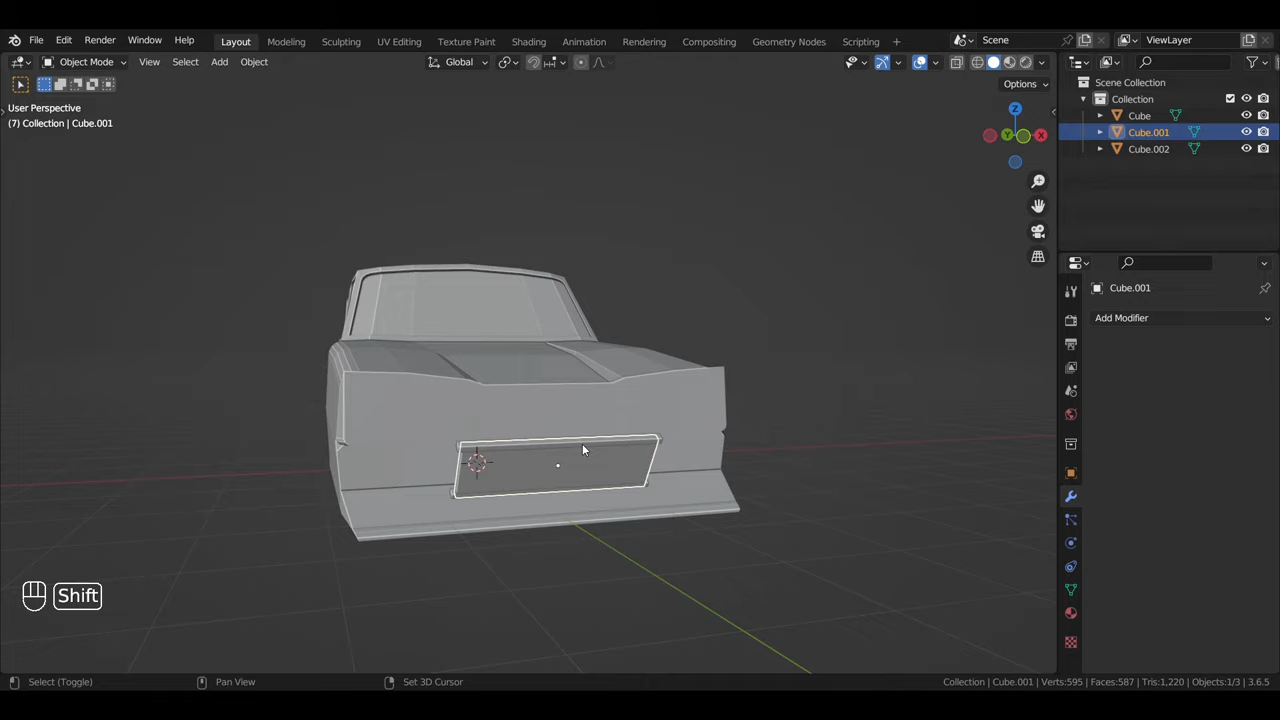 File Edit Render Window Help Layout Modeling Sculpting UV Editing Texture Paint Shading Animation Rendering Compositing Geometry Nodes Scripting + Scene ViewLayer
Object Mode View Select Add Object Global
Options
User Perspective
(7) Collection | Cube.001
Z
Y
X
Scene Collection
Collection
Cube
Cube.001
Cube.002
Cube.001
Add Modifier
Shift
Select (Toggle) Pan View Set 3D Cursor Collection | Cube.001 | Verts:595 | Faces:587 | Tris:1,220 | Objects:1/3 | 3.6.5